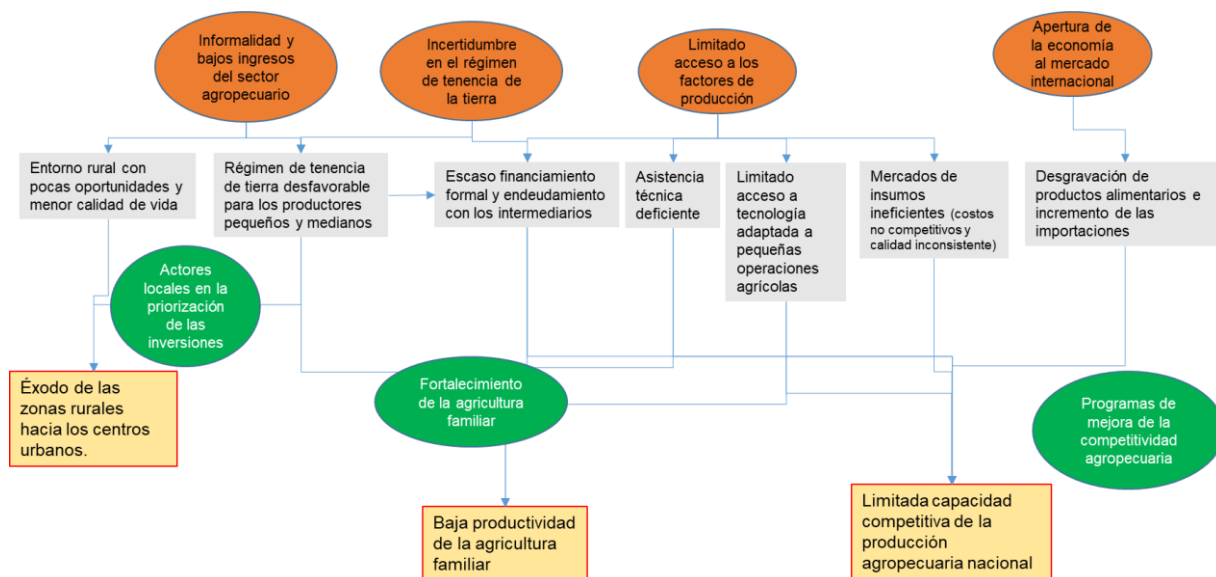 Informalidad y
bajos ingresos
del sector
agropecuario
Incertidumbre
en el régimen
de tenencia de
la tierra
Limitado
acceso a los
factores de
producción
Apertura de
la economía
al mercado
internacional
Entorno rural con
pocas oportunidades y
menor calidad de vida
Régimen de tenencia
de tierra desfavorable
para los productores
pequeños y medianos
Escaso financiamiento
formal y endeudamiento
con los intermediarios
Asistencia
técnica
deficiente
Limitado
acceso a
tecnología
adaptada a
pequeñas
operaciones
agrícolas
Mercados de
insumos
ineficientes (costos
no competitivos y
calidad inconsistente)
Desgravación de
productos alimentarios e
incremento de las
importaciones
Actores
locales en la
priorización
de las
inversiones
Fortalecimiento
de la agricultura
familiar
Programas de
mejora de la
competitividad
agropecuaria
Éxodo de las
zonas rurales
hacia los centros
urbanos.
Baja productividad
de la agricultura
familiar
Limitada capacidad
competitiva de la
producción
agropecuaria nacional